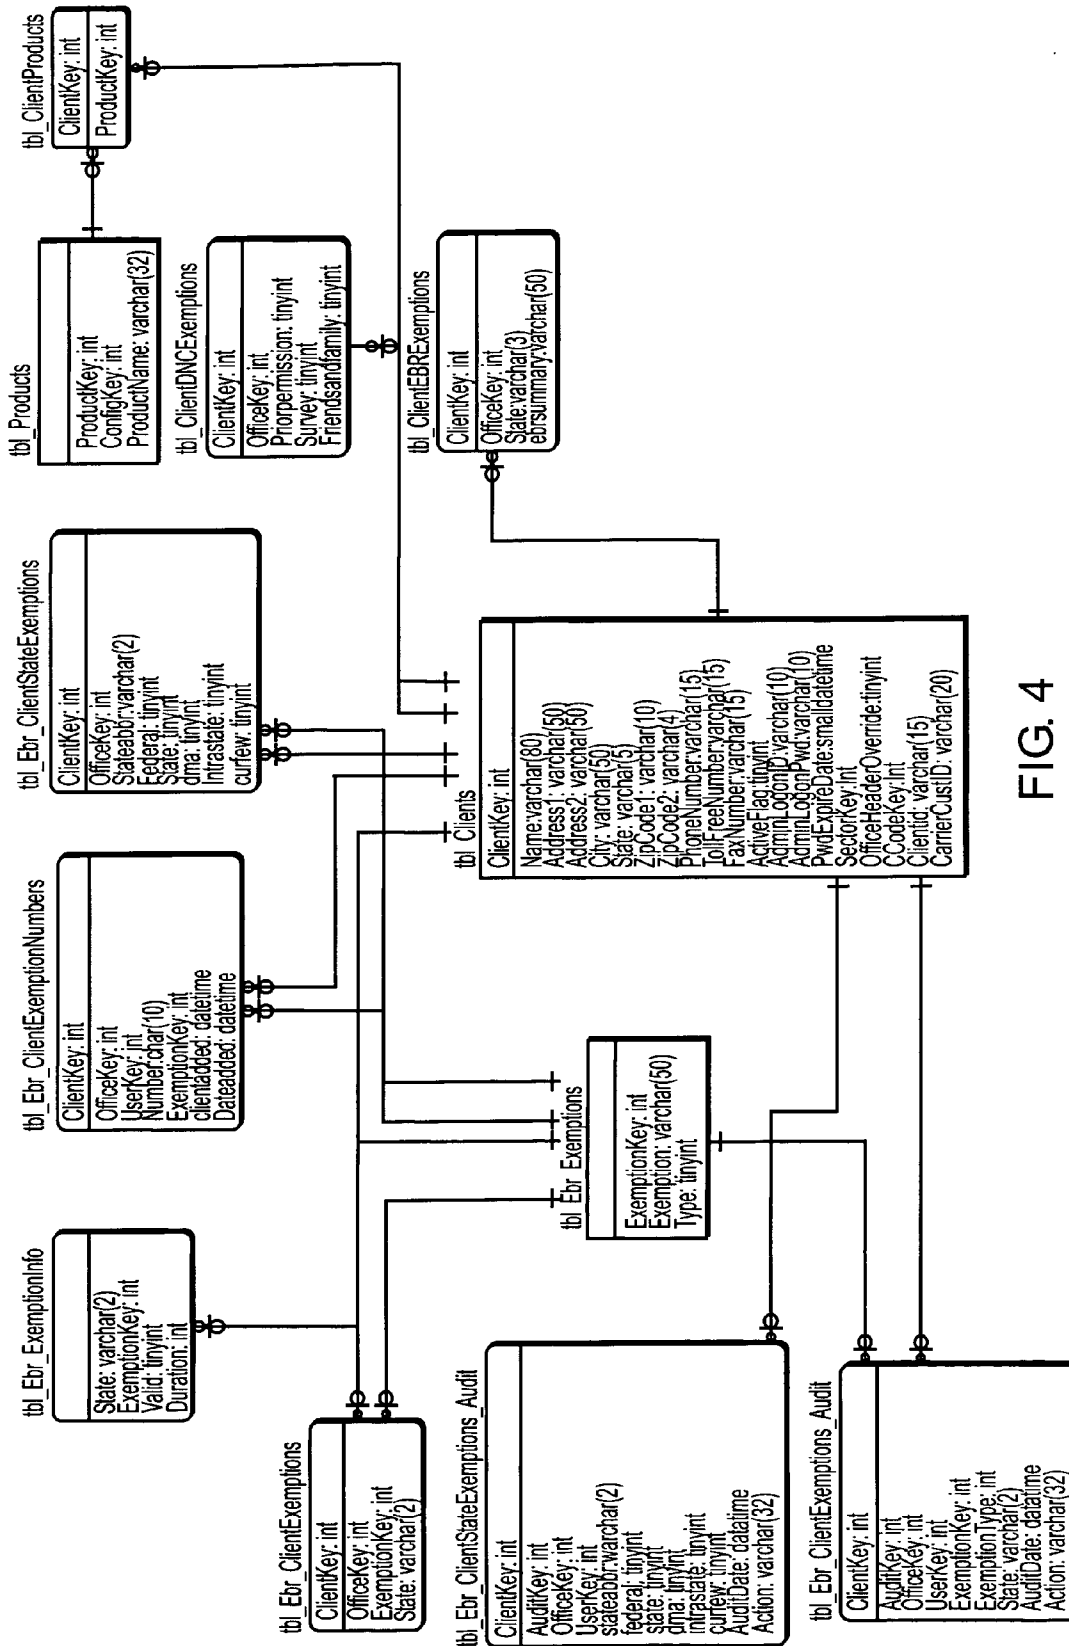 tbl_Ebr_ExemptionInfo
State: varchar(2)
ExemptionKey: int
Valid: tinyint
Duration: int
tbl_Ebr_ClientExemptionNumbers
ClientKey: int
OfficeKey: int
UserKey: int
Number:char(10)
ExemptionKey: int
clientadded: datetime
Dateadded: datetime
tbl_Ebr_ClientStateExemptions
ClientKey: int
OfficeKey: int
Stateabbr:varchar(2)
Federal: tinyint
State: tinyint
dma: tinyint
Intrastate: tinyint
curfew: tinyint
tbl_Products
ProductKey: int
ConfigKey: int
ProductName: varchar(32)
tbl_ClientProducts
ClientKey: int
ProductKey: int
tbl_ClientDNCExemptions
ClientKey: int
OfficeKey: int
Priorpermission: tinyint
Survey: tinyint
Friendsandfamily: tinyint
tbl_Ebr_ClientExemptions
ClientKey: int
OfficeKey: int
ExemptionKey: int
State: varchar(2)
tbl_ClientEBRExemptions
ClientKey: int
OfficeKey: int
State:varchar(3)
ebrsummary:varchar(50)
tbl_Ebr_ClientStateExemptions_Audit
ClientKey: int
AuditKey: int
OfficeKey: int
UserKey: int
stateabbr:varchar(2)
federal: tinyint
state: tinyint
dma: tinyint
intrastate: tinyint
curfew: tinyint
AuditDate: datatime
Action: varchar(32)
tbl_Ebr_Exemptions
ExemptionKey: int
Exemption: varchar(50)
Type: tinyint
tbl_Clients
ClientKey: int
Name:varchar(80)
Address1: varchar(50)
Address2: varchar(50)
City: varchar(50)
State: varchar(5)
ZipCode1: varchar(10)
ZipCode2: varchar(4)
PhoneNumber:varchar(15)
TollFreeNumber:varchar(15)
FaxNumber:varchar(15)
ActiveFlag:tinyint
AdminLogonID:varchar(10)
AdminLogonPwd:varchar(10)
PwdExpireDate:smalldatetime
SectorKey:int
OfficeHeaderOverride:tinyint
CCodeKey:int
Clientid: varchar(15)
CarrierCustID: varchar(20)
tbl_Ebr_ClientExemptions_Audit
ClientKey: int
AuditKey: int
OfficeKey: int
UserKey: int
ExemptionKey: int
ExemptionType: int
State: varchar(2)
AuditDate: datatime
Action: varchar(32)
FIG. 4